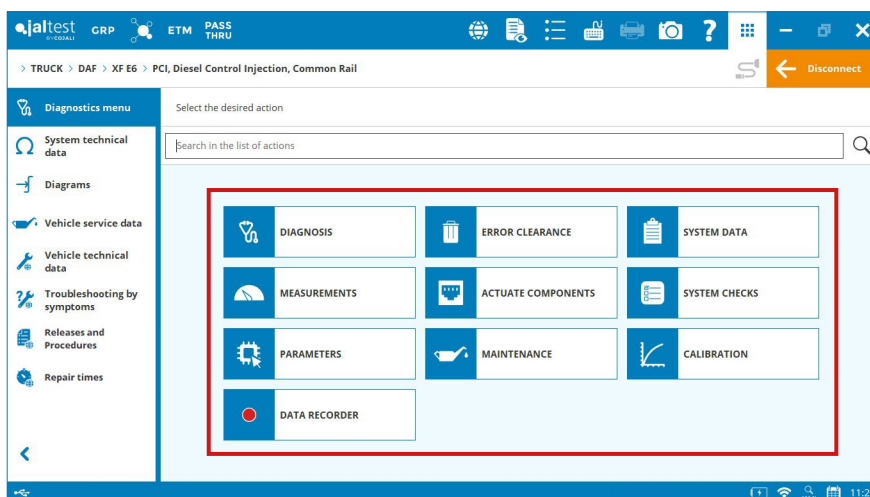 jaltest
BY COJALI
GRP
ETM
PASS
THRU
?
> TRUCK > DAF > XF E6 > PCI, Diesel Control Injection, Common Rail
Disconnect
Diagnostics menu
Select the desired action
System technical
data
Search in the list of actions
Diagrams
Vehicle service data
Vehicle technical
data
Troubleshooting by
symptoms
Releases and
Procedures
Repair times
DIAGNOSIS
ERROR CLEARANCE
SYSTEM DATA
MEASUREMENTS
ACTUATE COMPONENTS
SYSTEM CHECKS
PARAMETERS
MAINTENANCE
CALIBRATION
DATA RECORDER